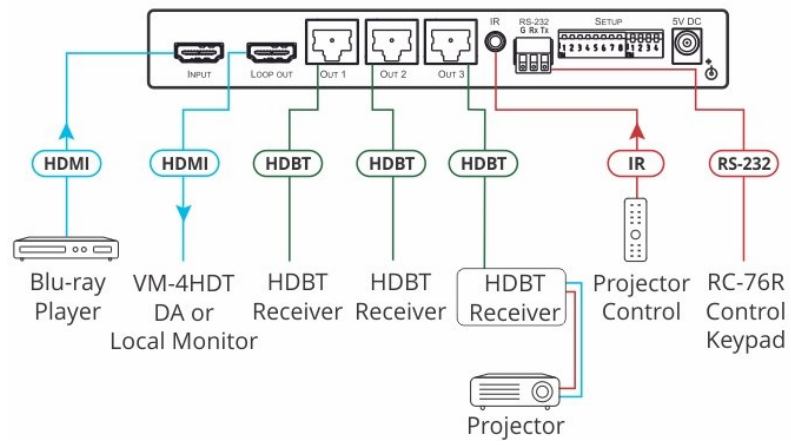 IR RS-232 SETUP 5V DC
G Rx Tx
1 2 3 4 5 6 7 8 1 2 3 4
INPUT LOOP OUT OUT 1 OUT 2 OUT 3
HDMI HDMI HDBT HDBT HDBT IR RS-232
Blu-ray Player
VM-4HDT DA or Local Monitor
HDBT Receiver
HDBT Receiver
HDBT Receiver
Projector Control
RC-76R Control Keypad
Projector